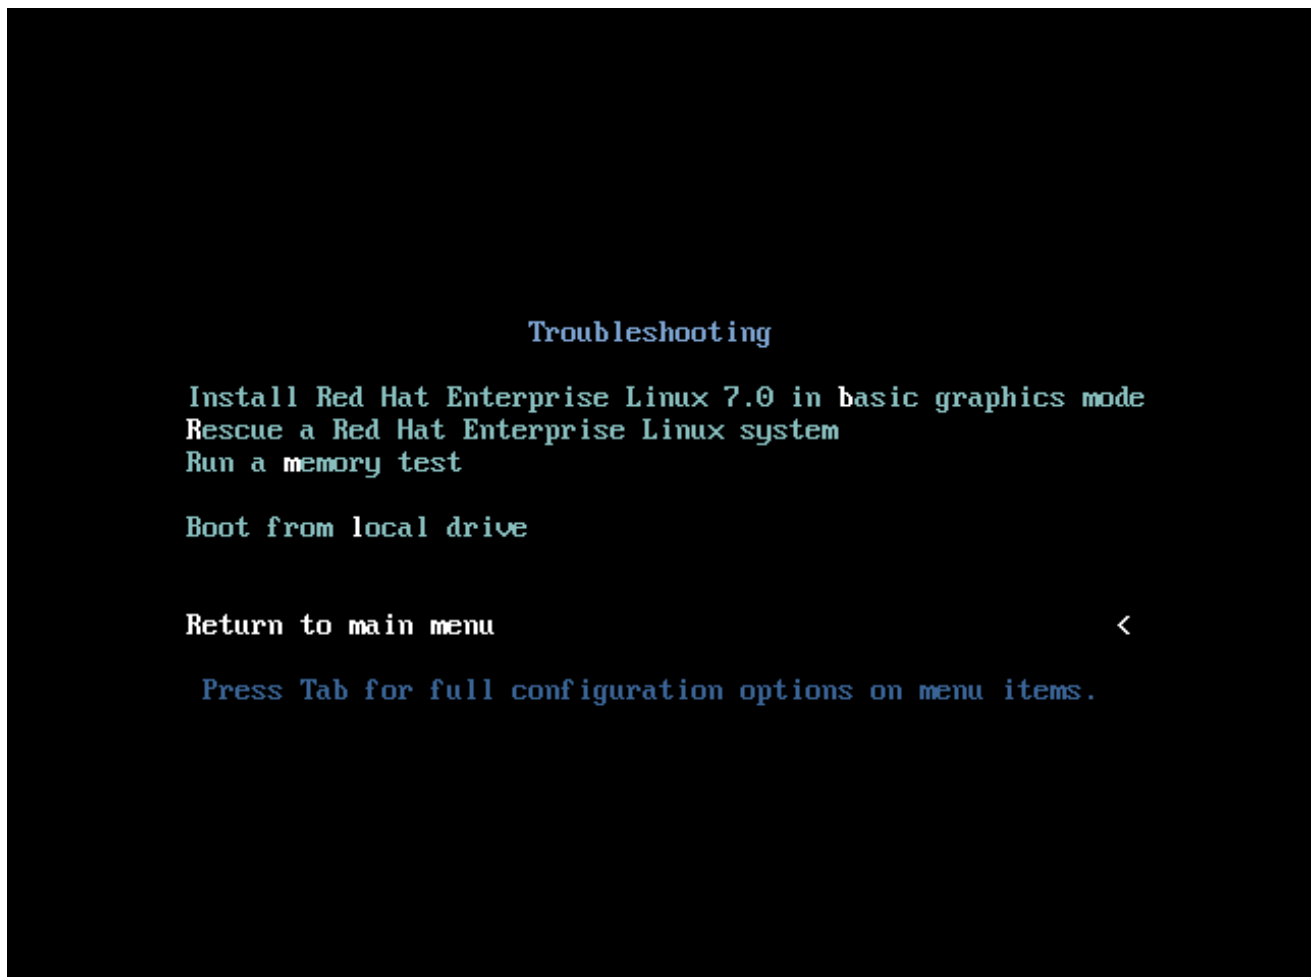 Troubleshooting
Install Red Hat Enterprise Linux 7.0 in basic graphics mode
Rescue a Red Hat Enterprise Linux system
Run a memory test
Boot from local drive
Return to main menu <
Press Tab for full configuration options on menu items.